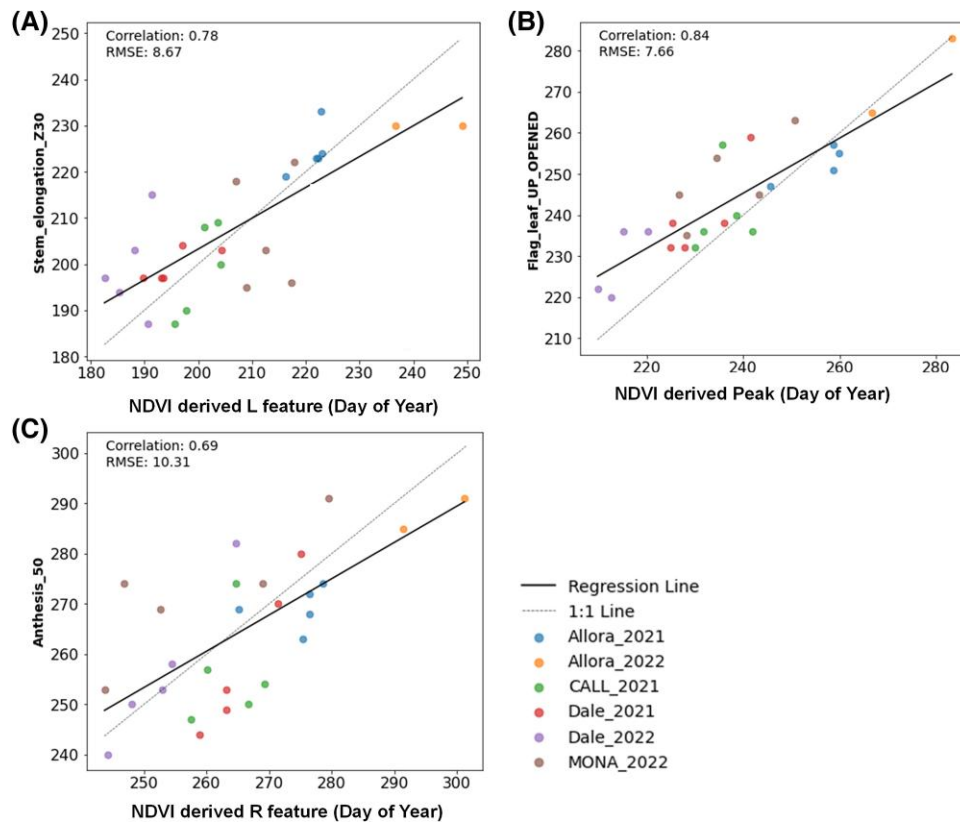 (A)
Correlation: 0.78
RMSE: 8.67
250
240
230
220
210
200
190
180
Stem_elongation_Z30
180 190 200 210 220 230 240 250
NDVI derived L feature (Day of Year)
(B)
Correlation: 0.84
RMSE: 7.66
280
270
260
250
240
230
220
210
Flag_leaf_UP_OPENED
220 240 260 280
NDVI derived Peak (Day of Year)
(C)
Correlation: 0.69
RMSE: 10.31
300
290
280
270
260
250
240
Anthesis_50
250 260 270 280 290 300
NDVI derived R feature (Day of Year)
Regression Line
1:1 Line
Allora_2021
Allora_2022
CALL_2021
Dale_2021
Dale_2022
MONA_2022